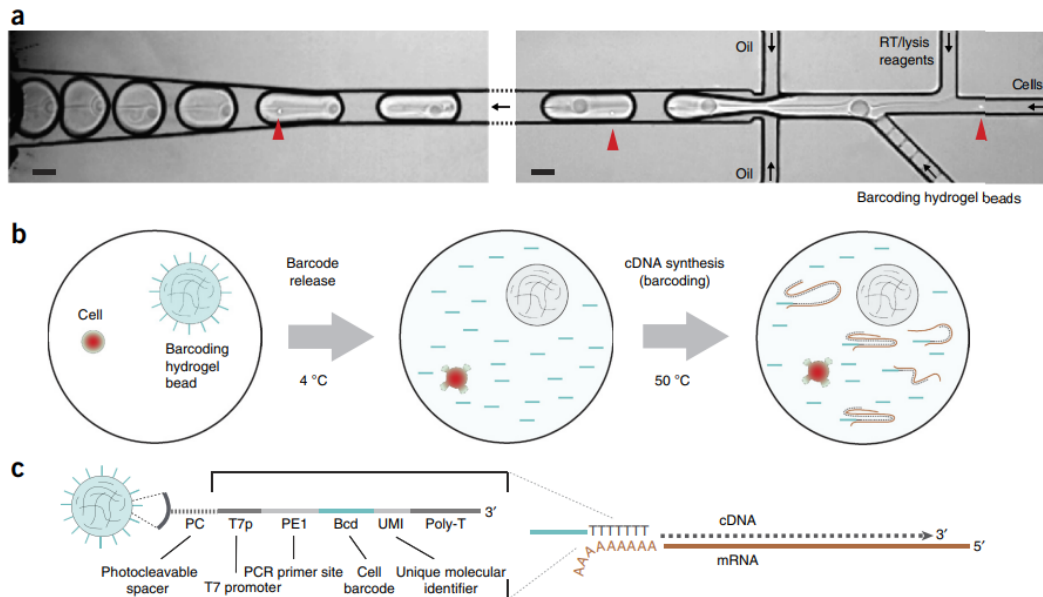 a
Oil
RT/lysis
reagents
Cells
Oil
Barcoding hydrogel beads
b
Cell
Barcoding
hydrogel
bead
Barcode
release
4 °C
cDNA synthesis
(barcoding)
50 °C
c
PC
T7p
PE1
Bcd
UMI
Poly-T
3′
Photocleavable
spacer
T7 promoter
PCR primer site
Cell
barcode
Unique molecular
identifier
TTTTTTT
AAAAAAAAA
cDNA
3′
mRNA
5′